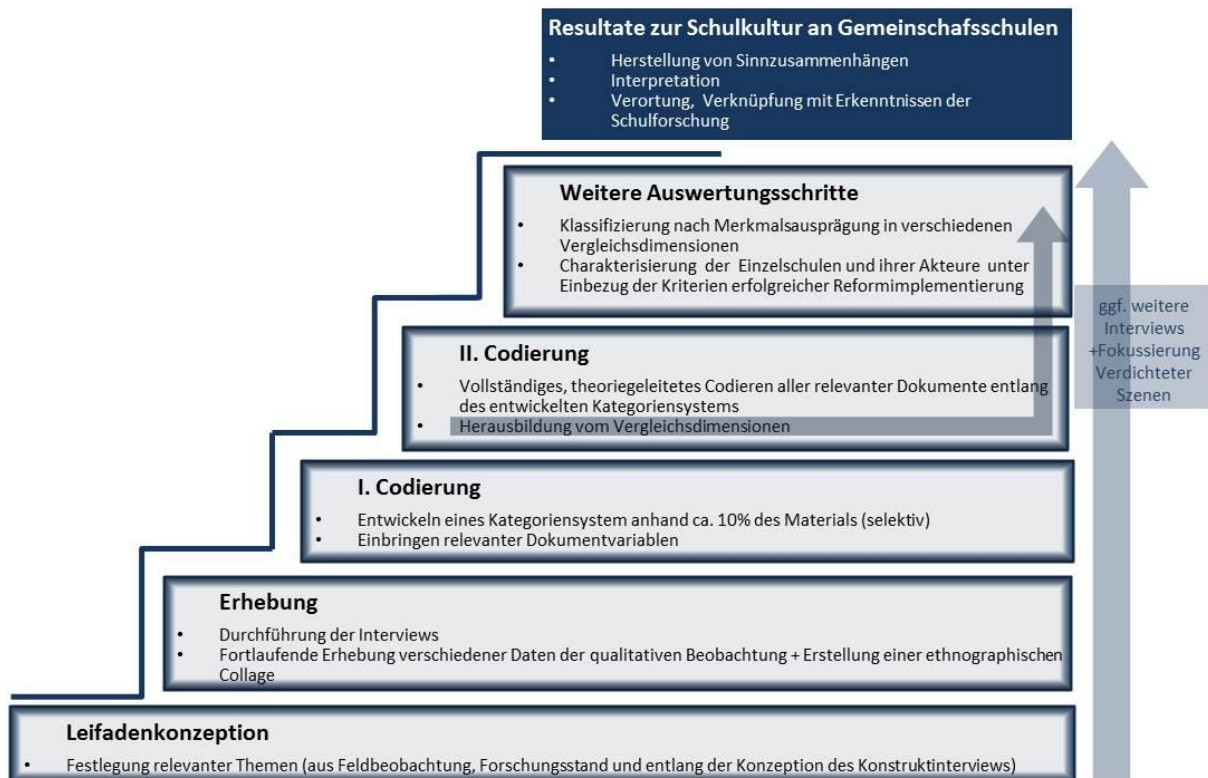 Resultate zur Schulkultur an Gemeinschafsschulen
• Herstellung von Sinnzusammenhängen
• Interpretation
• Verortung, Verknüpfung mit Erkenntnissen der
Schulforschung
Weitere Auswertungsschritte
• Klassifizierung nach Merkmalsausprägung in verschiedenen
Vergleichsdimensionen
• Charakterisierung der Einzelschulen und ihrer Akteure unter
Einbezug der Kriterien erfolgreicher Reformimplementierung
ggf. weitere
Interviews
+Fokussierung
Verdichteter
Szenen
II. Codierung
• Vollständiges, theoriegeleitetes Codieren aller relevanter Dokumente entlang
des entwickelten Kategoriensystems
• Herausbildung vom Vergleichsdimensionen
I. Codierung
• Entwickeln eines Kategoriensystem anhand ca. 10% des Materials (selektiv)
• Einbringen relevanter Dokumentvariablen
Erhebung
• Durchführung der Interviews
• Fortlaufende Erhebung verschiedener Daten der qualitativen Beobachtung + Erstellung einer ethnographischen
Collage
Leifadenkonzeption
• Festlegung relevanter Themen (aus Feldbeobachtung, Forschungsstand und entlang der Konzeption des Konstruktinterviews)